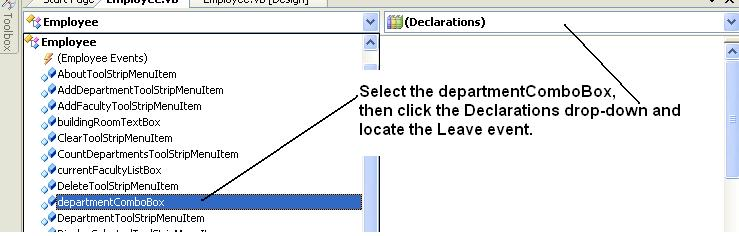 Start Page Employee.vb Employee.vb [Design]
Toolbox
Employee (Declarations)
Employee
(Employee Events)
AboutToolStripMenuItem
AddDepartmentToolStripMenuItem
AddFacultyToolStripMenuItem
buildingRoomTextBox
ClearToolStripMenuItem
CountDepartmentsToolStripMenuItem
currentFacultyListBox
DeleteToolStripMenuItem
departmentComboBox
DepartmentToolStripMenuItem
Select the departmentComboBox,
then click the Declarations drop-down and
locate the Leave event.